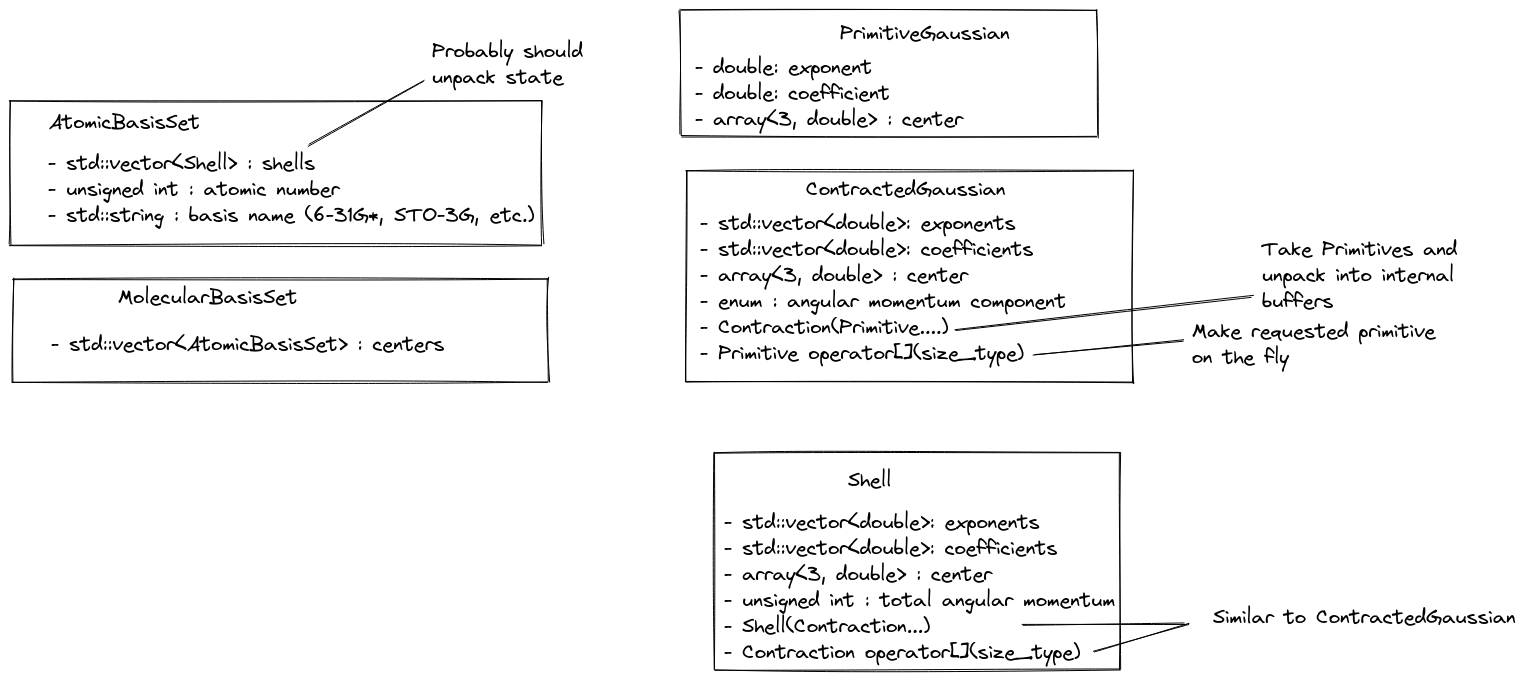 Probably should
unpack state
AtomicBasisSet
- std::vector<Shell> : shells
- unsigned int : atomic number
- std::string : basis name (6-31G*, STO-3G, etc.)
MolecularBasisSet
- std::vector<AtomicBasisSet> : centers
PrimitiveGaussian
- double: exponent
- double: coefficient
- array<3, double> : center
ContractedGaussian
- std::vector<double>: exponents
- std::vector<double>: coefficients
- array<3, double> : center
- enum : angular momentum component
- Contraction(Primitive....)
- Primitive operator[](size_type)
Take Primitives and
unpack into internal
buffers
Make requested primitive
on the fly
Shell
- std::vector<double>: exponents
- std::vector<double>: coefficients
- array<3, double> : center
- unsigned int : total angular momentum
- Shell(Contraction...)
- Contraction operator[](size_type)
Similar to ContractedGaussian